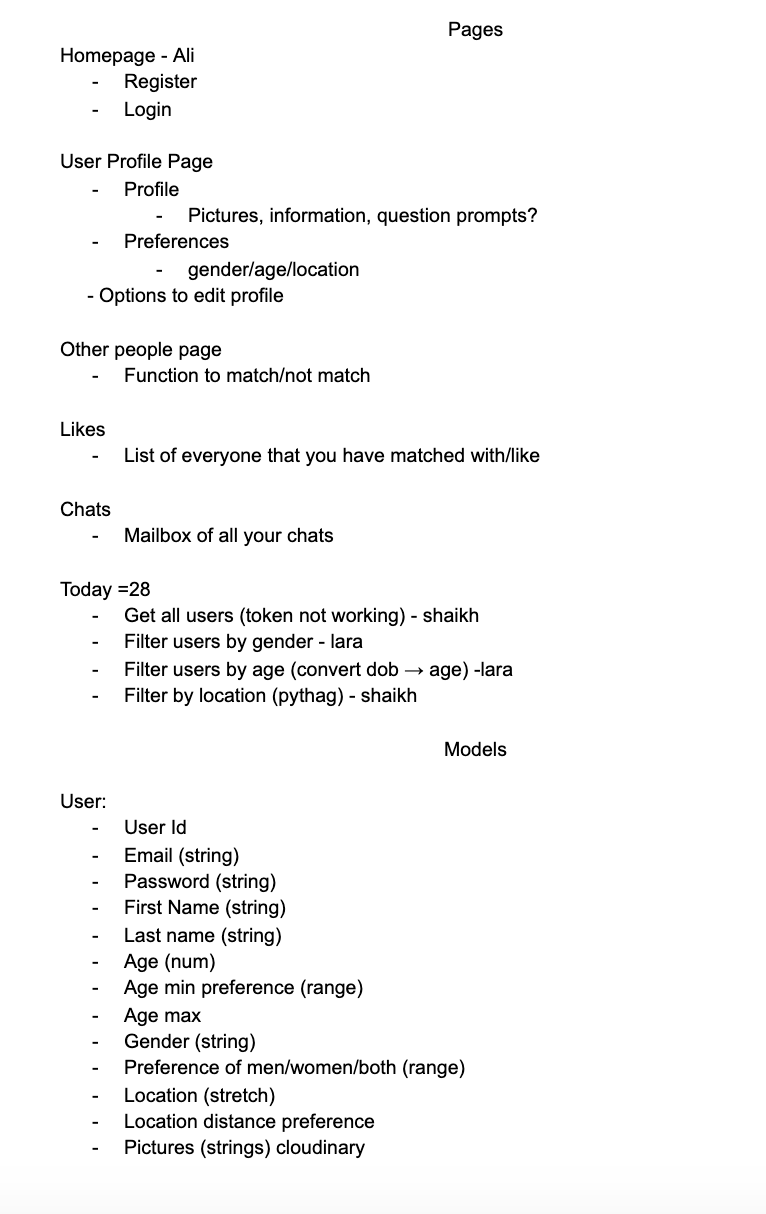 Pages
Homepage - Ali
- Register
- Login
User Profile Page
- Profile
- Pictures, information, question prompts?
- Preferences
- gender/age/location
- Options to edit profile
Other people page
- Function to match/not match
Likes
- List of everyone that you have matched with/like
Chats
- Mailbox of all your chats
Today =28
- Get all users (token not working) - shaikh
- Filter users by gender - lara
- Filter users by age (convert dob → age) -lara
- Filter by location (pythag) - shaikh
Models
User:
- User Id
- Email (string)
- Password (string)
- First Name (string)
- Last name (string)
- Age (num)
- Age min preference (range)
- Age max
- Gender (string)
- Preference of men/women/both (range)
- Location (stretch)
- Location distance preference
- Pictures (strings) cloudinary